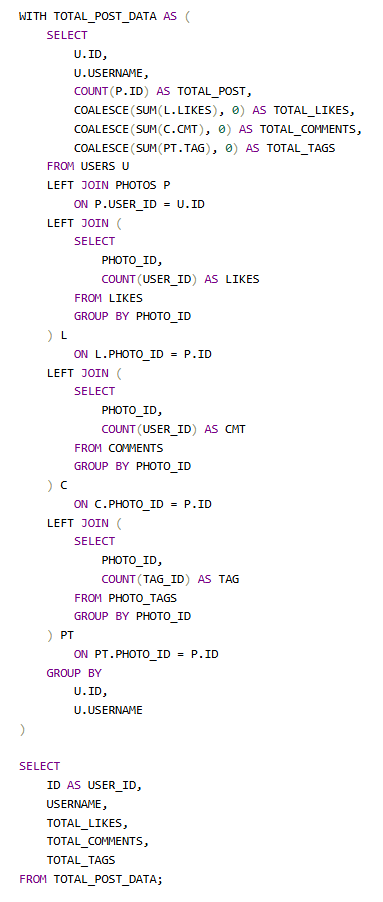 WITH TOTAL_POST_DATA AS (
    SELECT
        U.ID,
        U.USERNAME,
        COUNT(P.ID) AS TOTAL_POST,
        COALESCE(SUM(L.LIKES), 0) AS TOTAL_LIKES,
        COALESCE(SUM(C.CMT), 0) AS TOTAL_COMMENTS,
        COALESCE(SUM(PT.TAG), 0) AS TOTAL_TAGS
    FROM USERS U
    LEFT JOIN PHOTOS P
        ON P.USER_ID = U.ID
    LEFT JOIN (
        SELECT
            PHOTO_ID,
            COUNT(USER_ID) AS LIKES
        FROM LIKES
        GROUP BY PHOTO_ID
    ) L
        ON L.PHOTO_ID = P.ID
    LEFT JOIN (
        SELECT
            PHOTO_ID,
            COUNT(USER_ID) AS CMT
        FROM COMMENTS
        GROUP BY PHOTO_ID
    ) C
        ON C.PHOTO_ID = P.ID
    LEFT JOIN (
        SELECT
            PHOTO_ID,
            COUNT(TAG_ID) AS TAG
        FROM PHOTO_TAGS
        GROUP BY PHOTO_ID
    ) PT
        ON PT.PHOTO_ID = P.ID
    GROUP BY
        U.ID,
        U.USERNAME
)

SELECT
    ID AS USER_ID,
    USERNAME,
    TOTAL_LIKES,
    TOTAL_COMMENTS,
    TOTAL_TAGS
FROM TOTAL_POST_DATA;